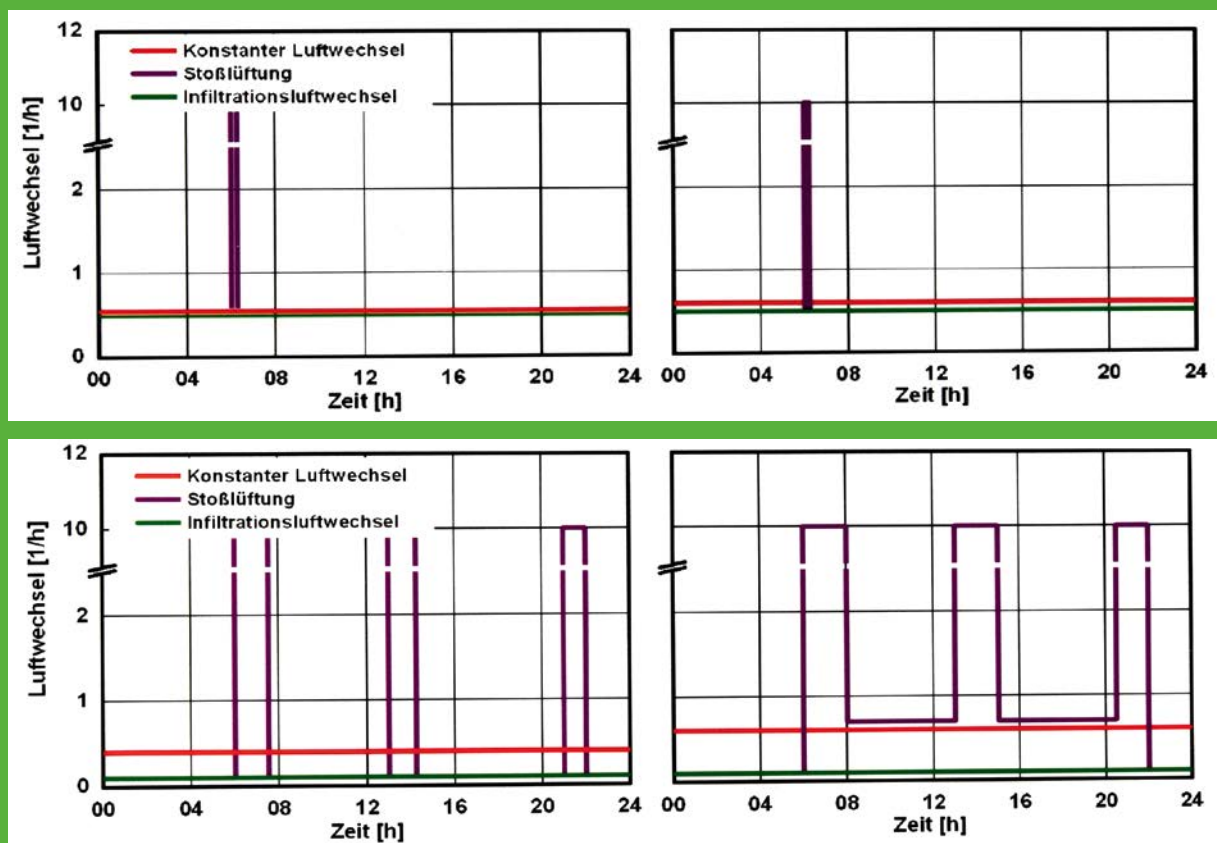 12
10
2
1
0
Luftwechsel [1/h]
Konstanter Luftwechsel
Stoßlüftung
Infiltrationsluftwechsel
00 04 08 12 16 20 24
Zeit [h]
00 04 08 12 16 20 24
Zeit [h]
12
10
2
1
0
Luftwechsel [1/h]
Konstanter Luftwechsel
Stoßlüftung
Infiltrationsluftwechsel
00 04 08 12 16 20 24
Zeit [h]
00 04 08 12 16 20 24
Zeit [h]